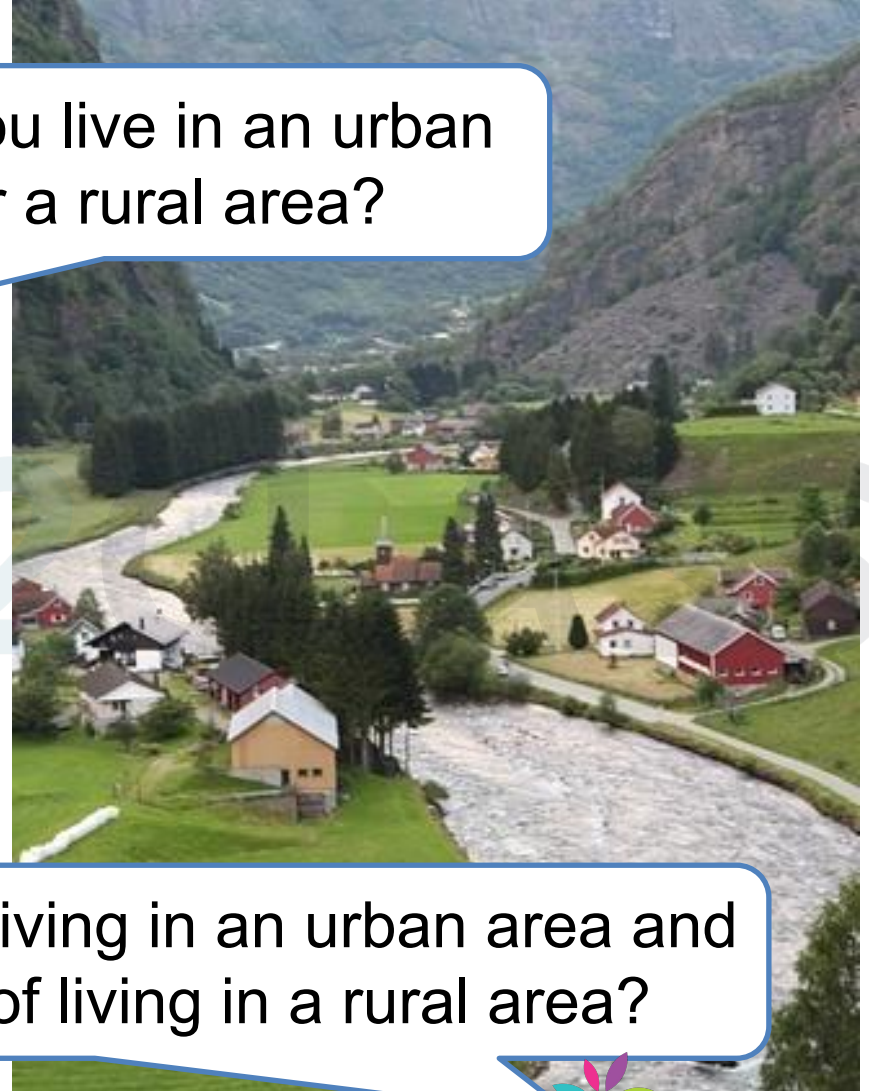 ou live in an urban
r a rural area?
iving in an urban area and
of living in a rural area?